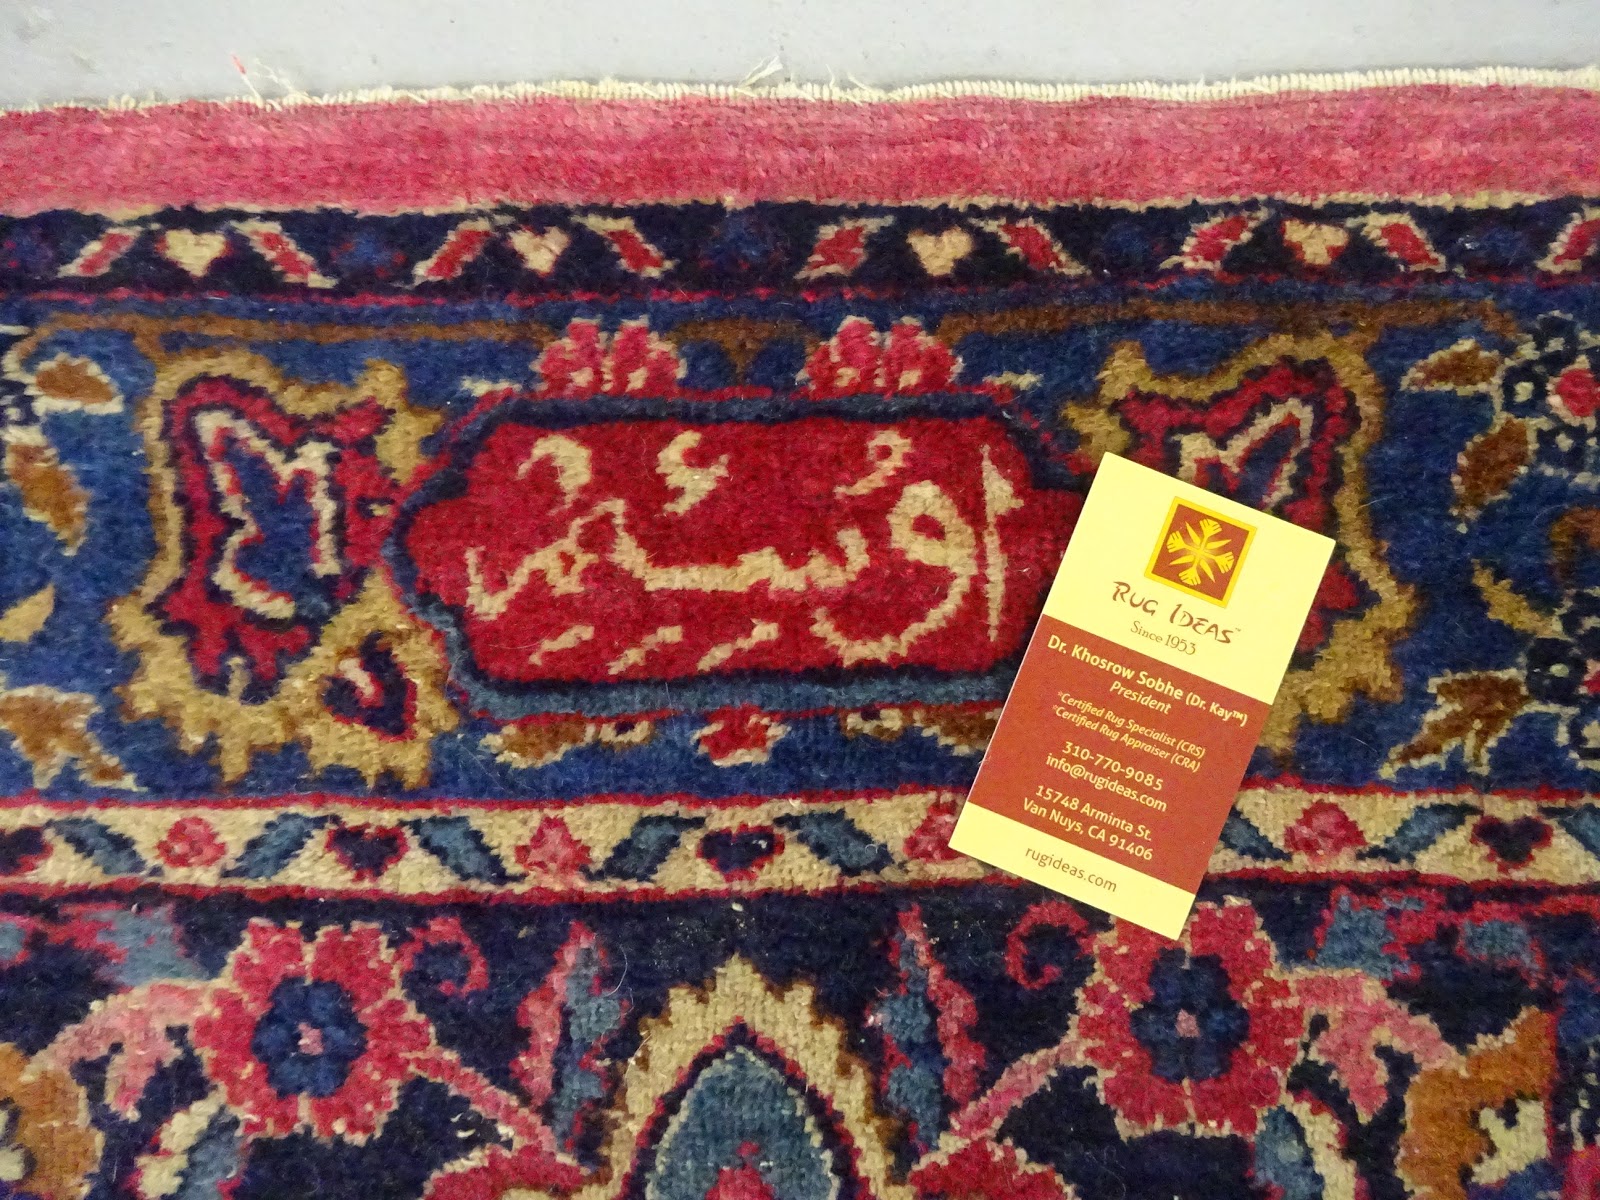 RUG IDEAS™
Since 1953
Dr. Khosrow Sobhe (Dr. Kay™)
President
*Certified Rug Specialist (CRS)
*Certified Rug Appraiser (CRA)
310-770-9085
info@rugideas.com
15748 Arminta St.
Van Nuys, CA 91406
rugideas.com